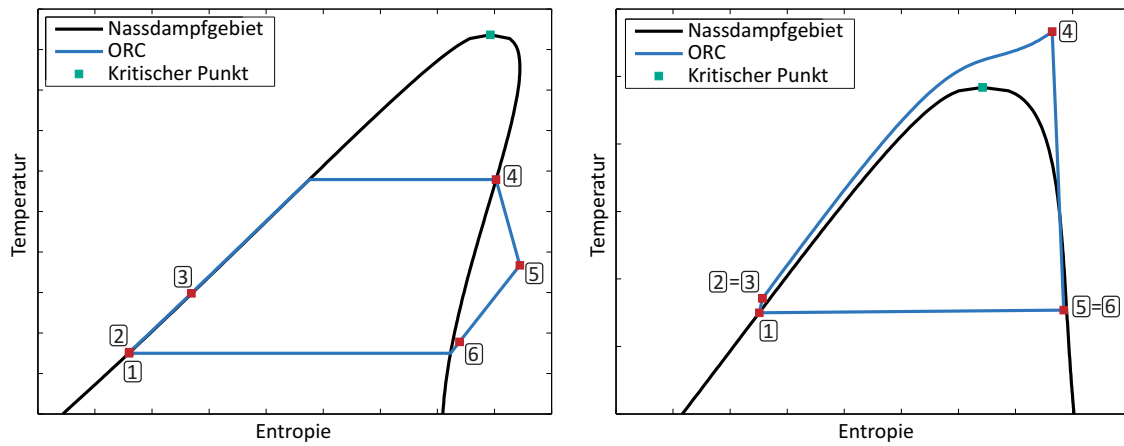 Nassdampfgebiet
ORC
Kritischer Punkt
4
3
5
2
6
1
Temperatur
Entropie
Nassdampfgebiet
ORC
Kritischer Punkt
4
2=3
5=6
1
Temperatur
Entropie